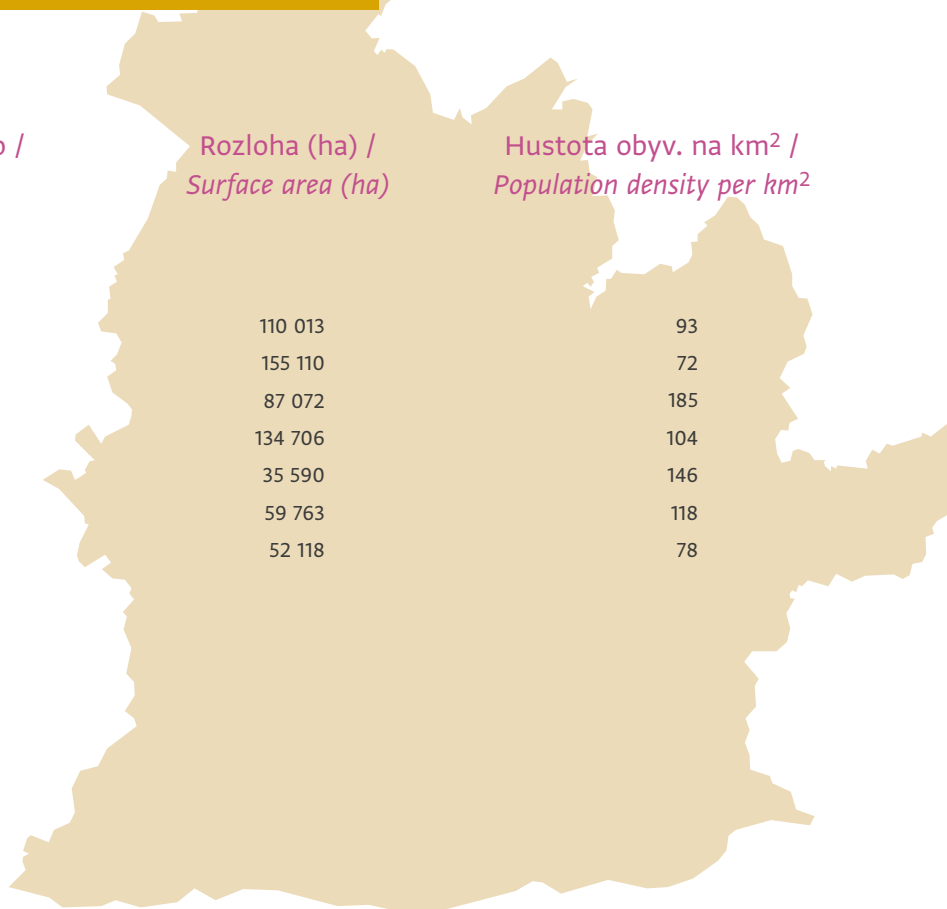 /
Rozloha (ha) /
Surface area (ha)
Hustota obyv. na km² /
Population density per km²
110 013 93
155 110 72
87 072 185
134 706 104
35 590 146
59 763 118
52 118 78